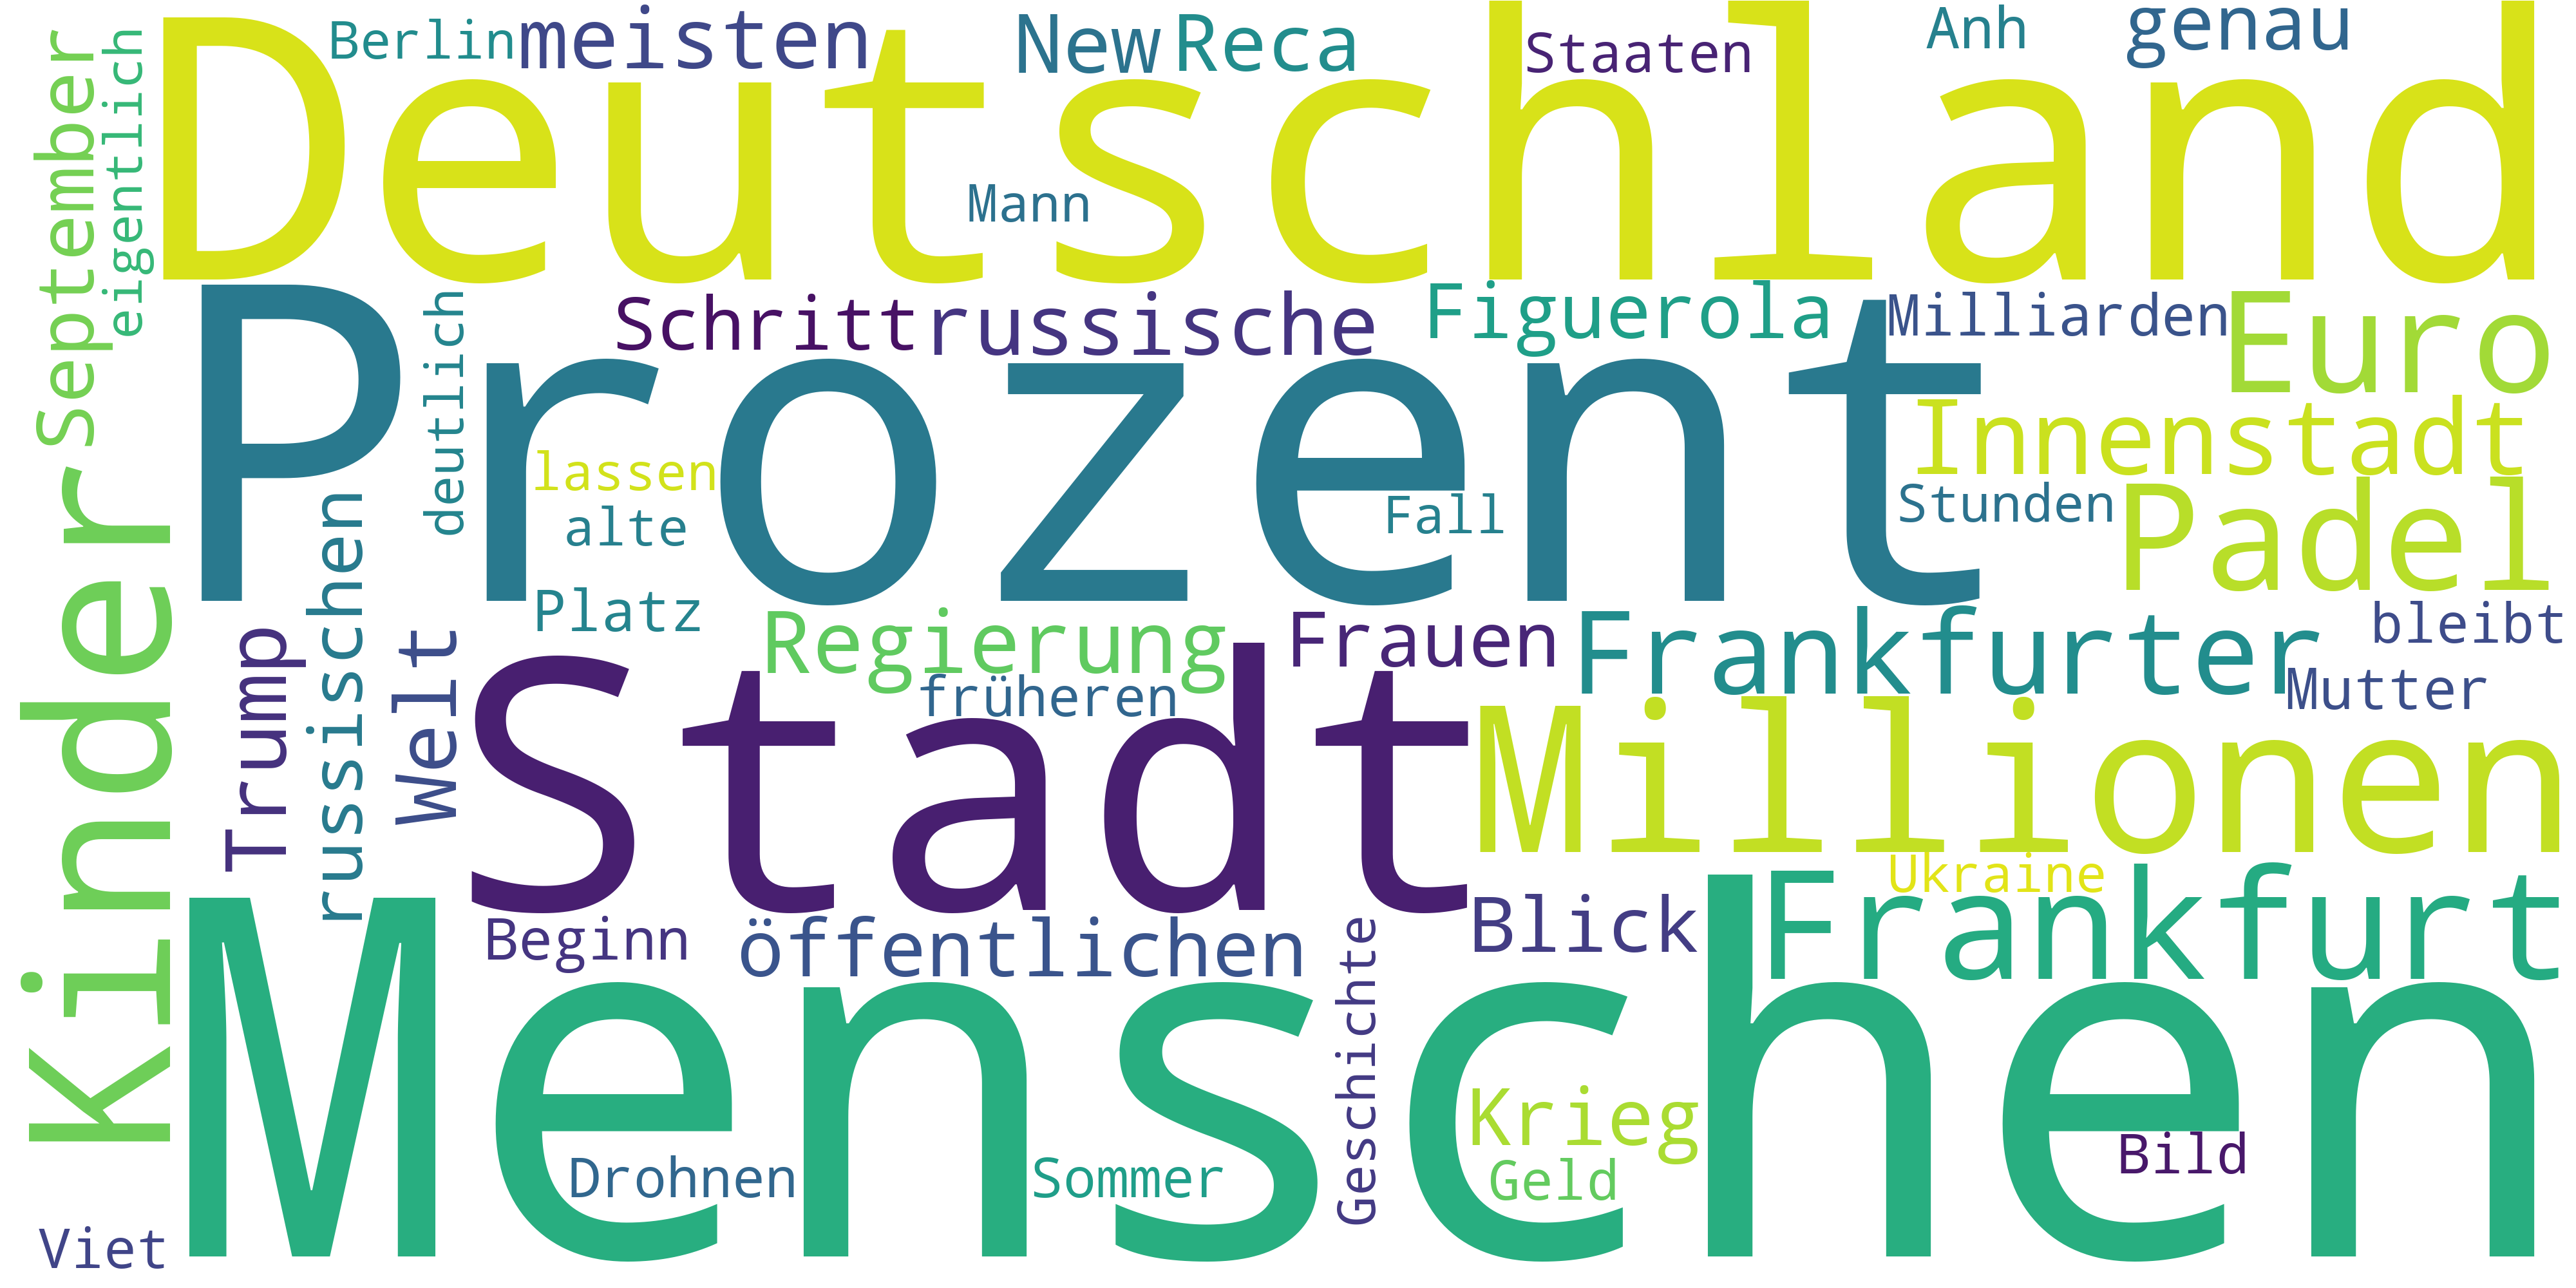 Berlin
meisten
New
Reca
Staaten
Anh
genau
September
eigentlich
Deutschland
Mann
Schritt
russische
Figuerola
Milliarden
Euro
deutlich
Prozent
Innenstadt
lassen
alte
Fall
Stunden
Padel
Kinder
russischen
Platz
Trump
Welt
Regierung
Frauen
Frankfurter
bleibt
früheren
Mutter
Stadt
Millionen
Ukraine
Beginn
öffentlichen
Blick
Frankfurt
Geschichte
Menschen
Krieg
Bild
Drohnen
Sommer
Geld
Viet